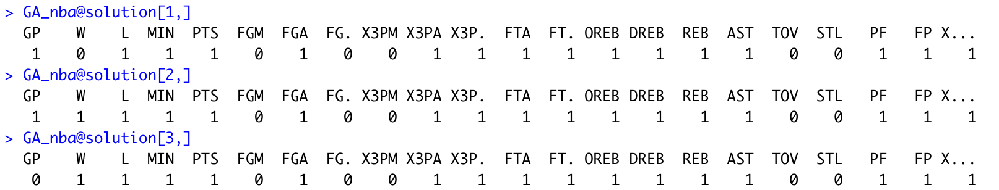 > GA_nba@solution[1,]
GP W L MIN PTS FGM FGA FG. X3PM X3PA X3P. FTA FT. OREB DREB REB AST TOV STL PF FP X...
1 0 1 1 1 0 1 0 0 1 1 1 1 1 1 1 1 0 0 1 1 1
> GA_nba@solution[2,]
GP W L MIN PTS FGM FGA FG. X3PM X3PA X3P. FTA FT. OREB DREB REB AST TOV STL PF FP X...
1 1 1 1 1 0 1 0 0 1 1 1 1 1 1 1 1 0 0 1 1 1
> GA_nba@solution[3,]
GP W L MIN PTS FGM FGA FG. X3PM X3PA X3P. FTA FT. OREB DREB REB AST TOV STL PF FP X...
0 1 1 1 1 0 1 0 0 1 1 1 1 1 1 1 1 0 0 1 1 1